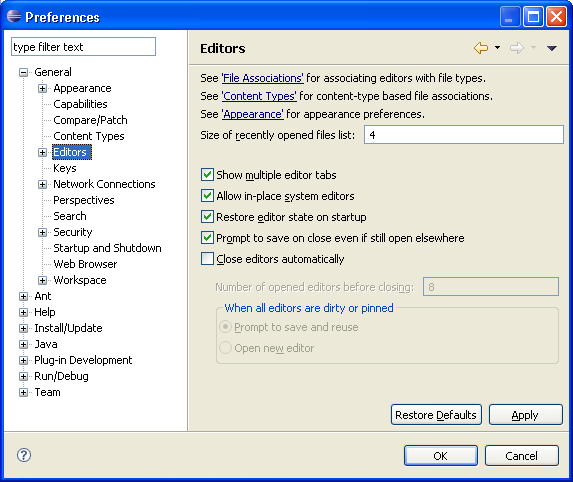 Preferences
type filter text
General
Appearance
Capabilities
Compare/Patch
Content Types
Editors
Keys
Network Connections
Perspectives
Search
Security
Startup and Shutdown
Web Browser
Workspace
Ant
Help
Install/Update
Java
Plug-in Development
Run/Debug
Team
Editors
See 'File Associations' for associating editors with file types.
See 'Content Types' for content-type based file associations.
See 'Appearance' for appearance preferences.
Size of recently opened files list: 4
Show multiple editor tabs
Allow in-place system editors
Restore editor state on startup
Prompt to save on close even if still open elsewhere
Close editors automatically
Number of opened editors before closing: 8
When all editors are dirty or pinned
Prompt to save and reuse
Open new editor
Restore Defaults Apply
? OK Cancel